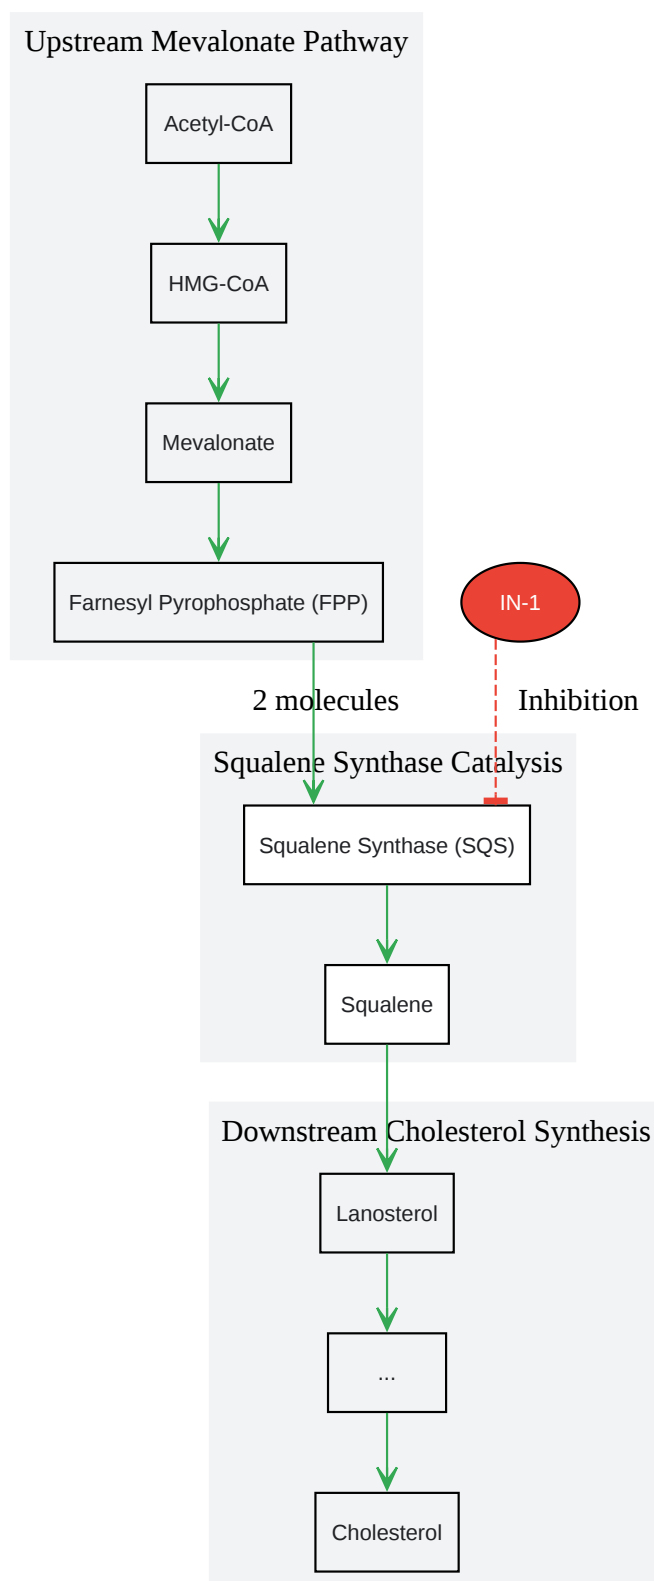 Upstream Mevalonate Pathway
Acetyl-CoA
HMG-CoA
Mevalonate
Farnesyl Pyrophosphate (FPP)
IN-1
2 molecules
Inhibition
Squalene Synthase Catalysis
Squalene Synthase (SQS)
Squalene
Downstream Cholesterol Synthesis
Lanosterol
...
Cholesterol